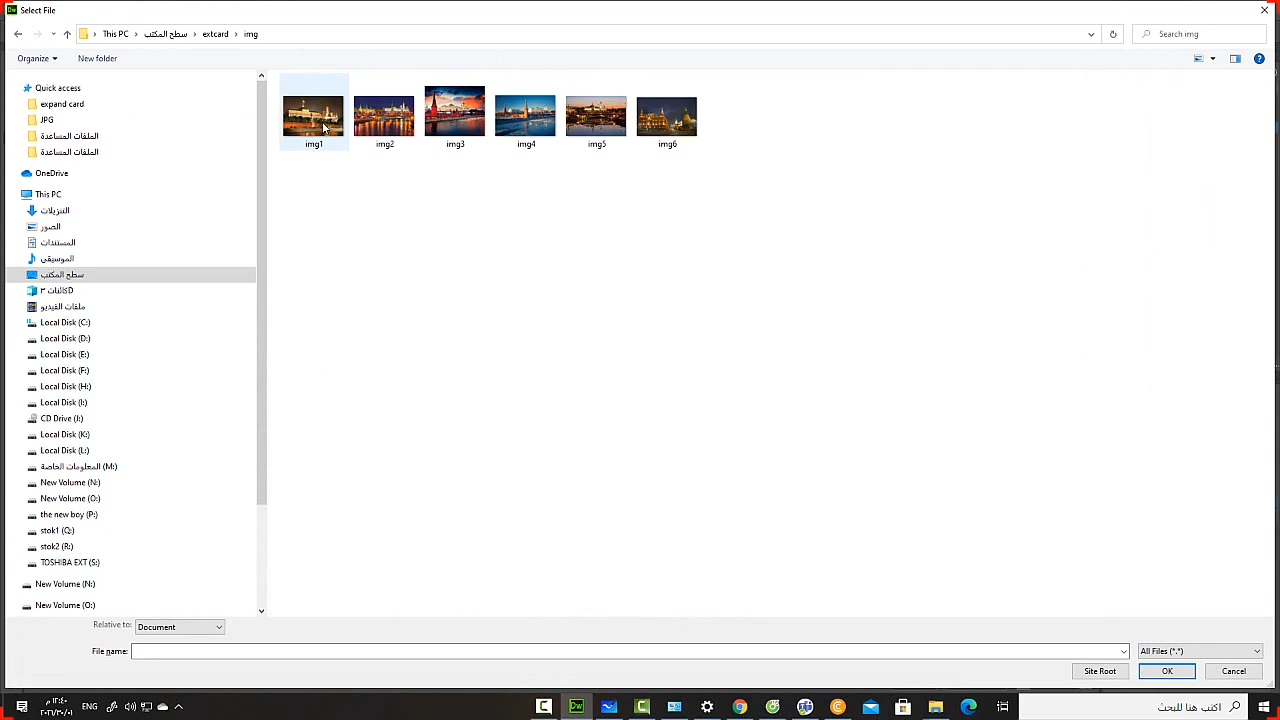 Dw Select File
This PC › سطح المكتب › extcard › img
Search img
Organize
New folder
Quick access
expand card
JPG
الملفات المساعدة
الملفات المساعدة
OneDrive
This PC
التنزيلات
الصور
المستندات
الموسيقى
سطح المكتب
كائنات ٣D
ملفات الفيديو
Local Disk (C:)
Local Disk (D:)
Local Disk (E:)
Local Disk (F:)
Local Disk (H:)
Local Disk (I:)
CD Drive (J:)
Local Disk (K:)
Local Disk (L:)
المعلومات الخاصة (M:)
New Volume (N:)
New Volume (O:)
the new boy (P:)
stok1 (Q:)
stok2 (R:)
TOSHIBA EXT (S:)
New Volume (N:)
New Volume (O:)
img1
img2
img3
img4
img5
img6
Relative to: Document
File name:
All Files (*.*)
Site Root
OK
Cancel
ENG
Dw
اكتب هنا للبحث